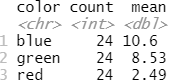 color count mean
<chr> <int> <dbl>
1 blue 24 10.6
2 green 24 8.53
3 red 24 2.49